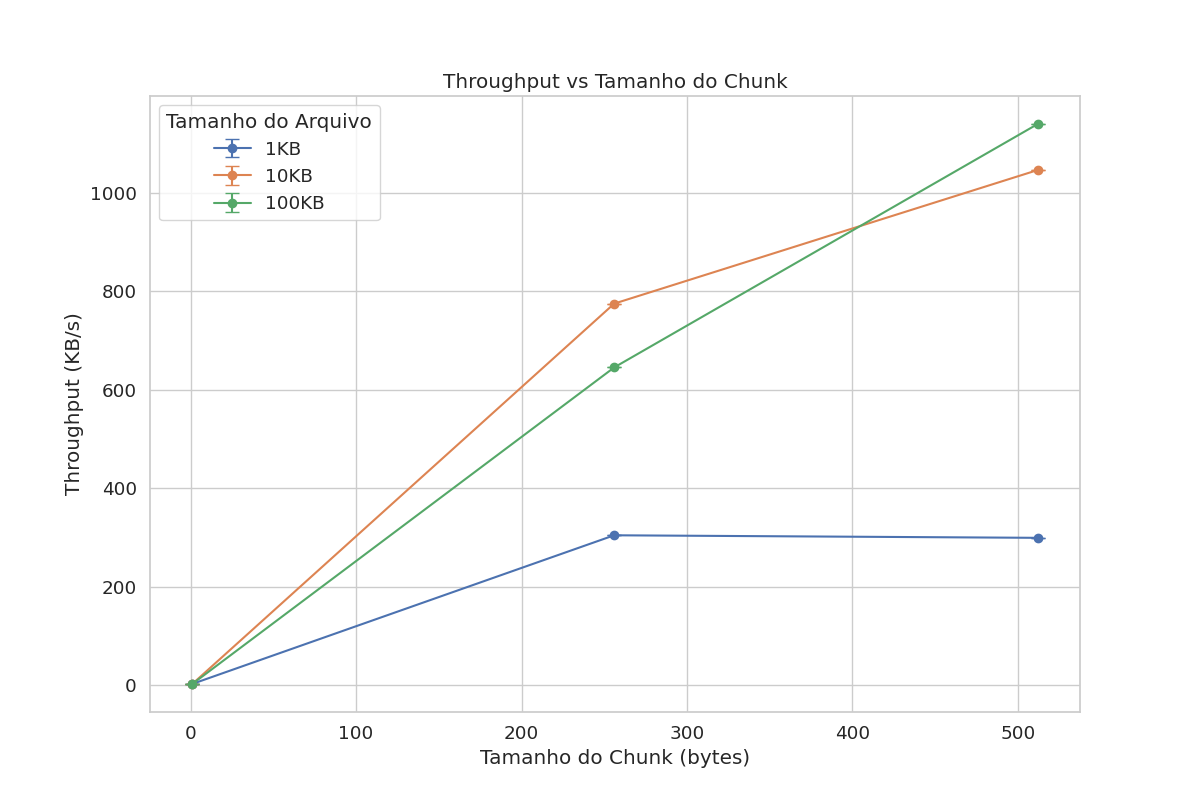 Throughput vs Tamanho do Chunk
Tamanho do Arquivo
1KB
10KB
100KB
Throughput (KB/s)
1000
800
600
400
200
0
0 100 200 300 400 500
Tamanho do Chunk (bytes)